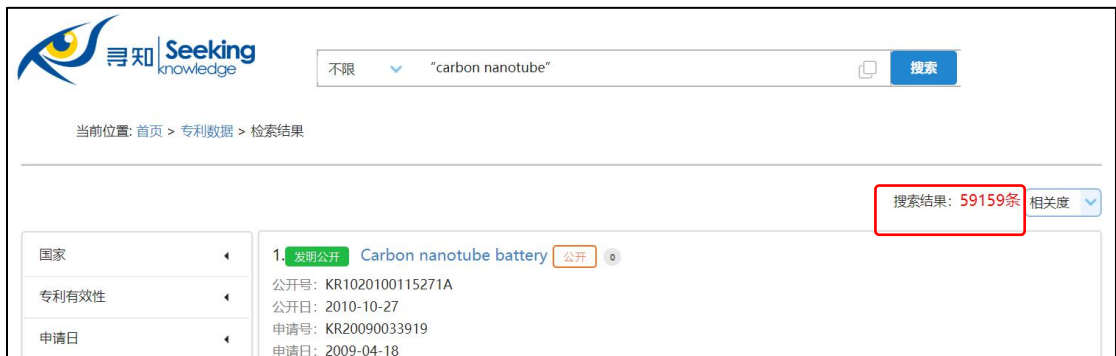 寻知 Seeking
knowledge
不限 "carbon nanotube" 搜索
当前位置: 首页 > 专利数据 > 检索结果
搜索结果: 59159条 相关度
国家
专利有效性
申请日
1. 发明公开 Carbon nanotube battery 公开 0
公开号: KR1020100115271A
公开日: 2010-10-27
申请号: KR20090033919
申请日: 2009-04-18